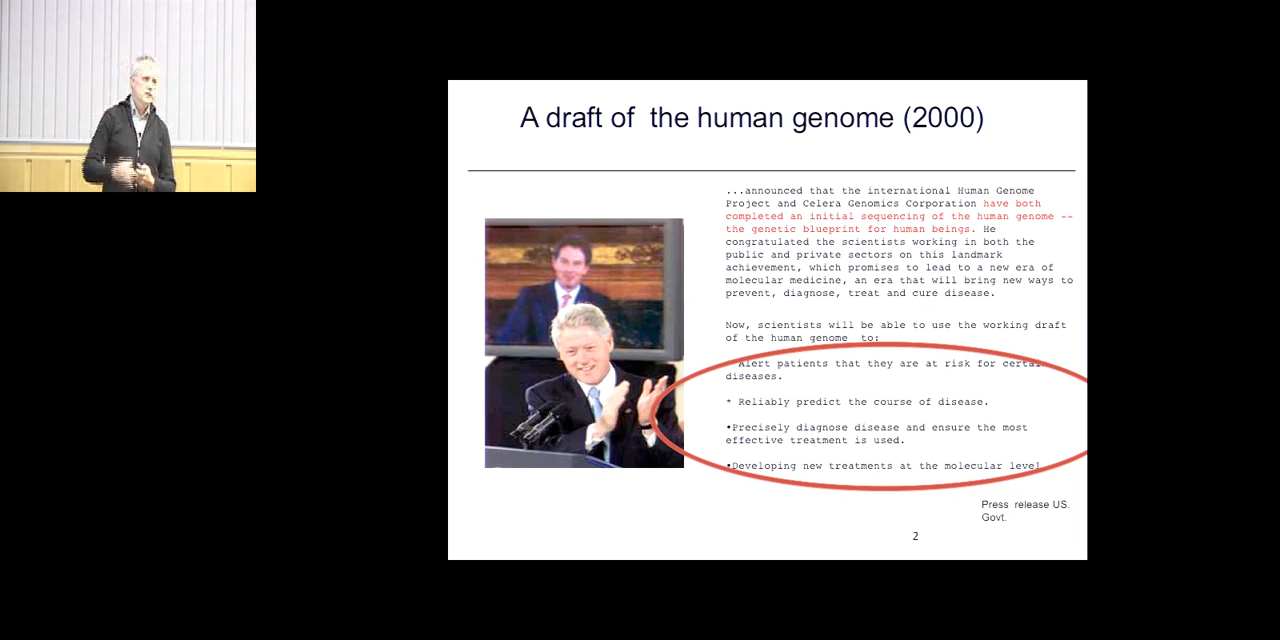 A draft of the human genome (2000)
...announced that the international Human Genome
Project and Celera Genomics Corporation have both
completed an initial sequencing of the human genome --
the genetic blueprint for human beings. He
congratulated the scientists working in both the
public and private sectors on this landmark
achievement, which promises to lead to a new era of
molecular medicine, an era that will bring new ways to
prevent, diagnose, treat and cure disease.
Now, scientists will be able to use the working draft
of the human genome to:
Alert patients that they are at risk for certain
diseases.
* Reliably predict the course of disease.
•Precisely diagnose disease and ensure the most
effective treatment is used.
•Developing new treatments at the molecular level
Press release US.
Govt.
2